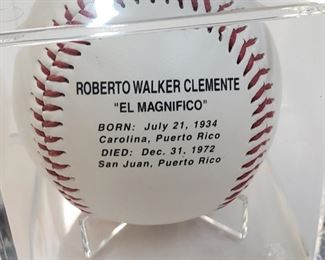 ROBERTO WALKER CLEMENTE
"EL MAGNIFICO"
BORN: July 21, 1934
Carolina, Puerto Rico
DIED: Dec. 31, 1972
San Juan, Puerto Rico